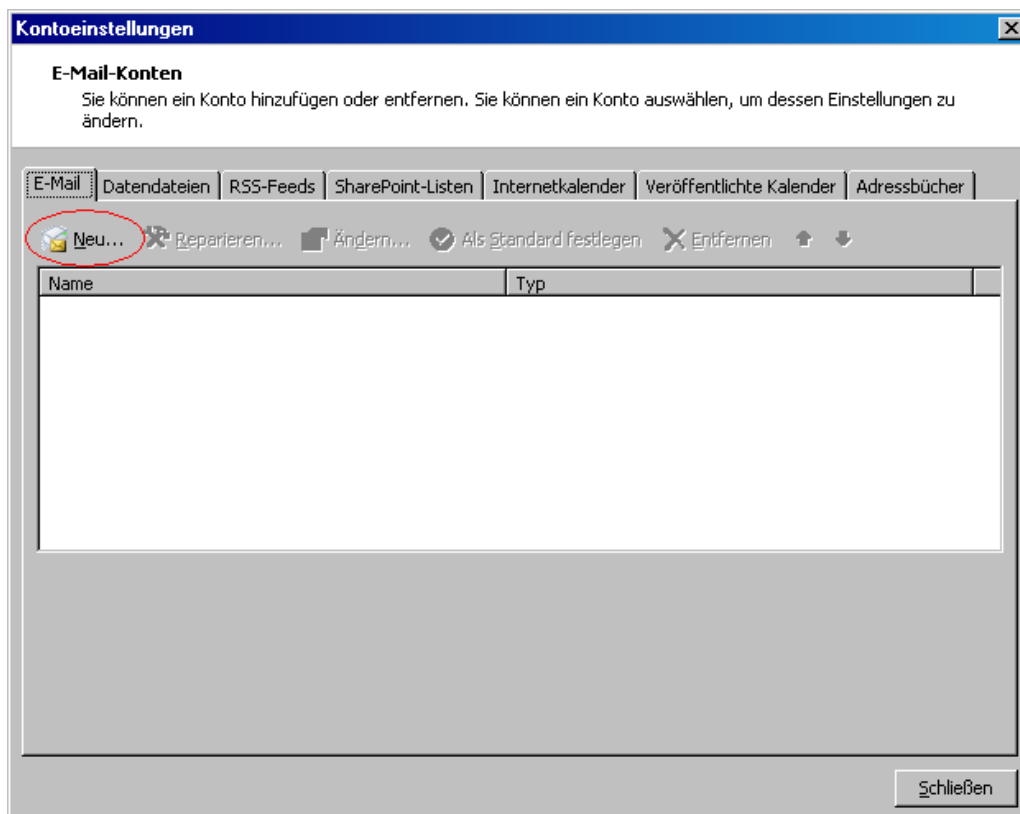 Kontoeinstellungen
E-Mail-Konten
Sie können ein Konto hinzufügen oder entfernen. Sie können ein Konto auswählen, um dessen Einstellungen zu
ändern.
E-Mail Datendateien RSS-Feeds SharePoint-Listen Internetkalender Veröffentlichte Kalender Adressbücher
Neu... Reparieren... Ändern... Als Standard festlegen Entfernen
Name Typ
Schließen